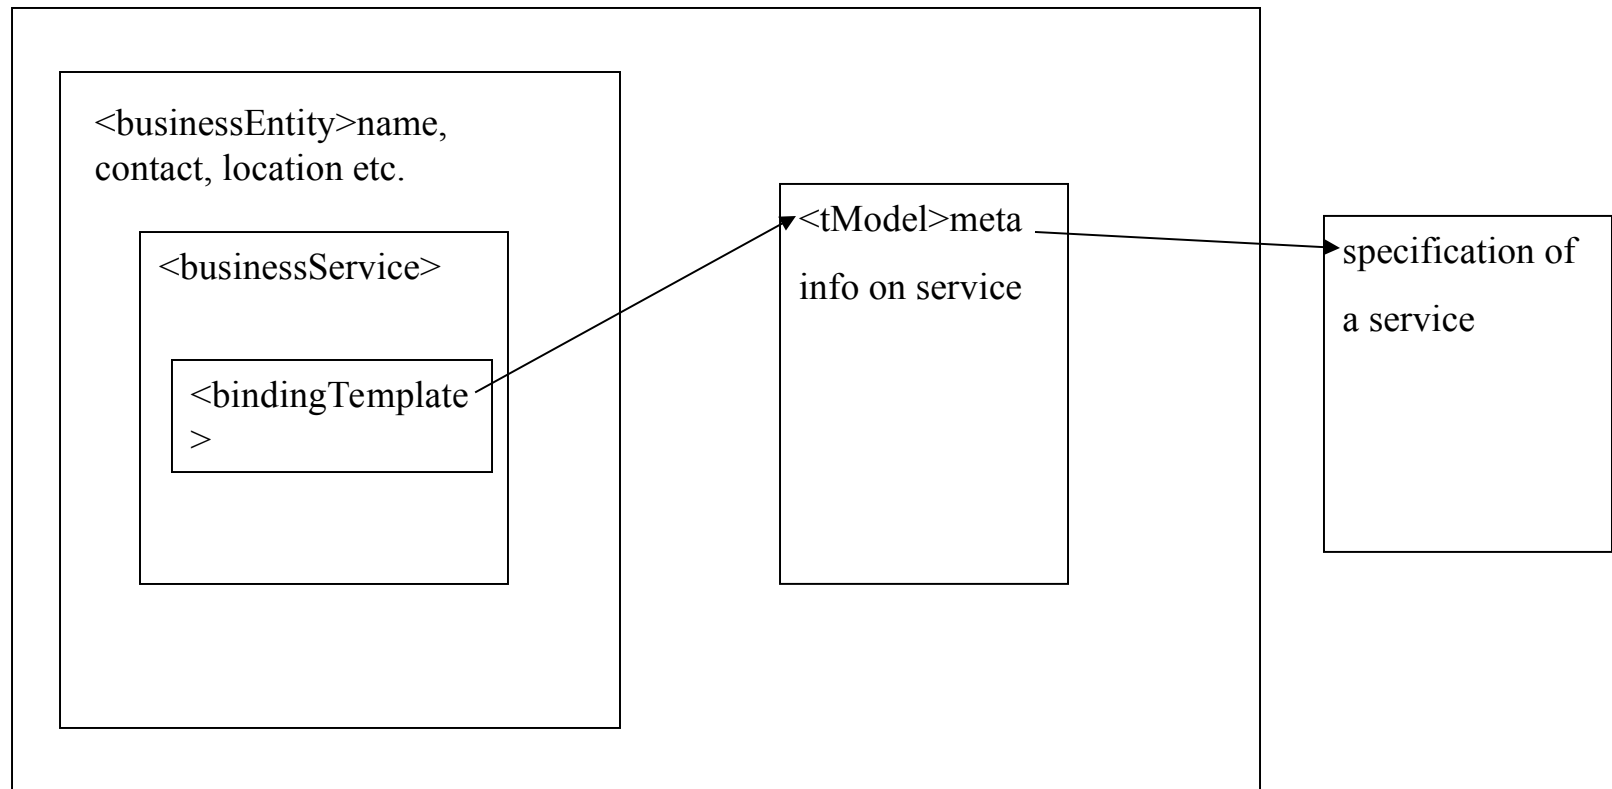 <businessEntity>name,
contact, location etc.
<businessService>
<bindingTemplate
>
<tModel>meta
info on service
specification of
a service